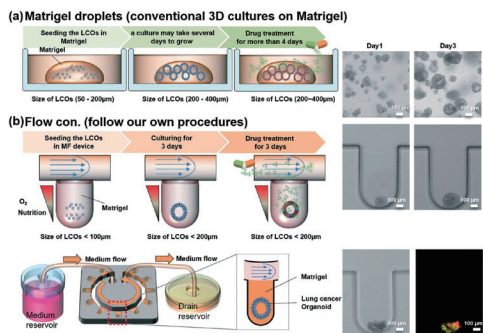 (a) Matrigel droplets (conventional 3D cultures on Matrigel)
Seeding the LCOs in
Matrigel
a culture may take several
days to grow
Drug treatment
for more than 4 days
Matrigel
Size of LCOs (50 - 200μm)
Size of LCOs (200 - 400μm)
Size of LCOs (200~400μm)
Day1
Day3
100 μm
100 μm
(b) Flow con. (follow our own procedures)
Seeding the LCOs
in MF device
Culturing for
3 days
Drug treatment
for 3 days
O₂
Nutrition
Matrigel
Size of LCOs < 100μm
Size of LCOs < 200μm
Size of LCOs < 200μm
100 μm
100 μm
Medium flow
Medium flow
Medium
reservoir
Drain
reservoir
Matrigel
Lung cancer
Organoid
100 μm
100 μm